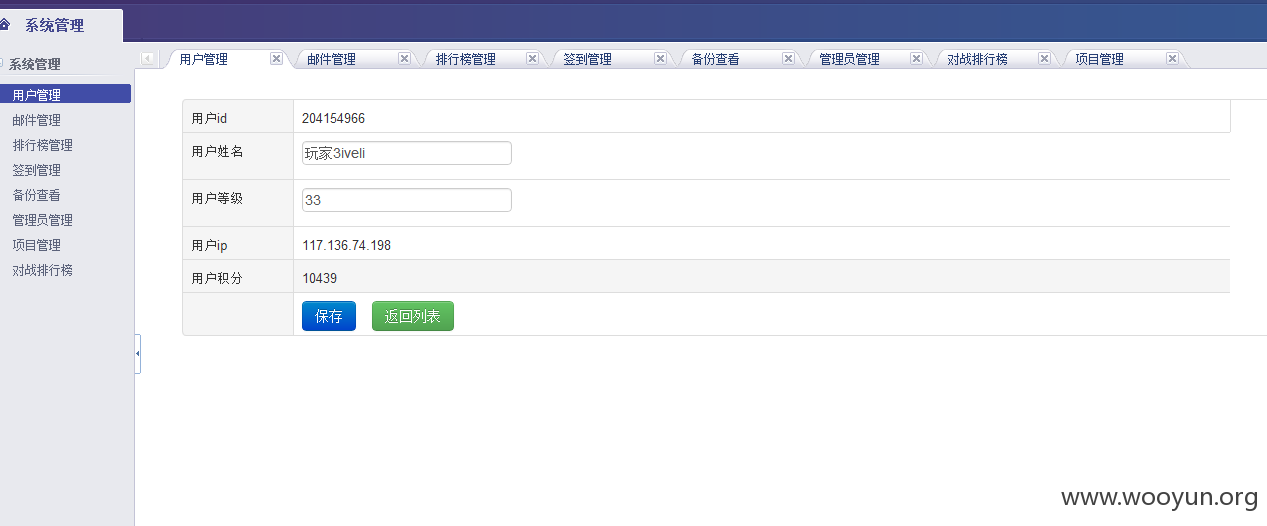 系统管理
系统管理
用户管理
邮件管理
排行榜管理
签到管理
备份查看
管理员管理
项目管理
对战排行榜
用户管理 邮件管理 排行榜管理 签到管理 备份查看 管理员管理 对战排行榜 项目管理
用户id 204154966
用户姓名 玩家3iveli
用户等级 33
用户ip 117.136.74.198
用户积分 10439
保存 返回列表
www.wooyun.org